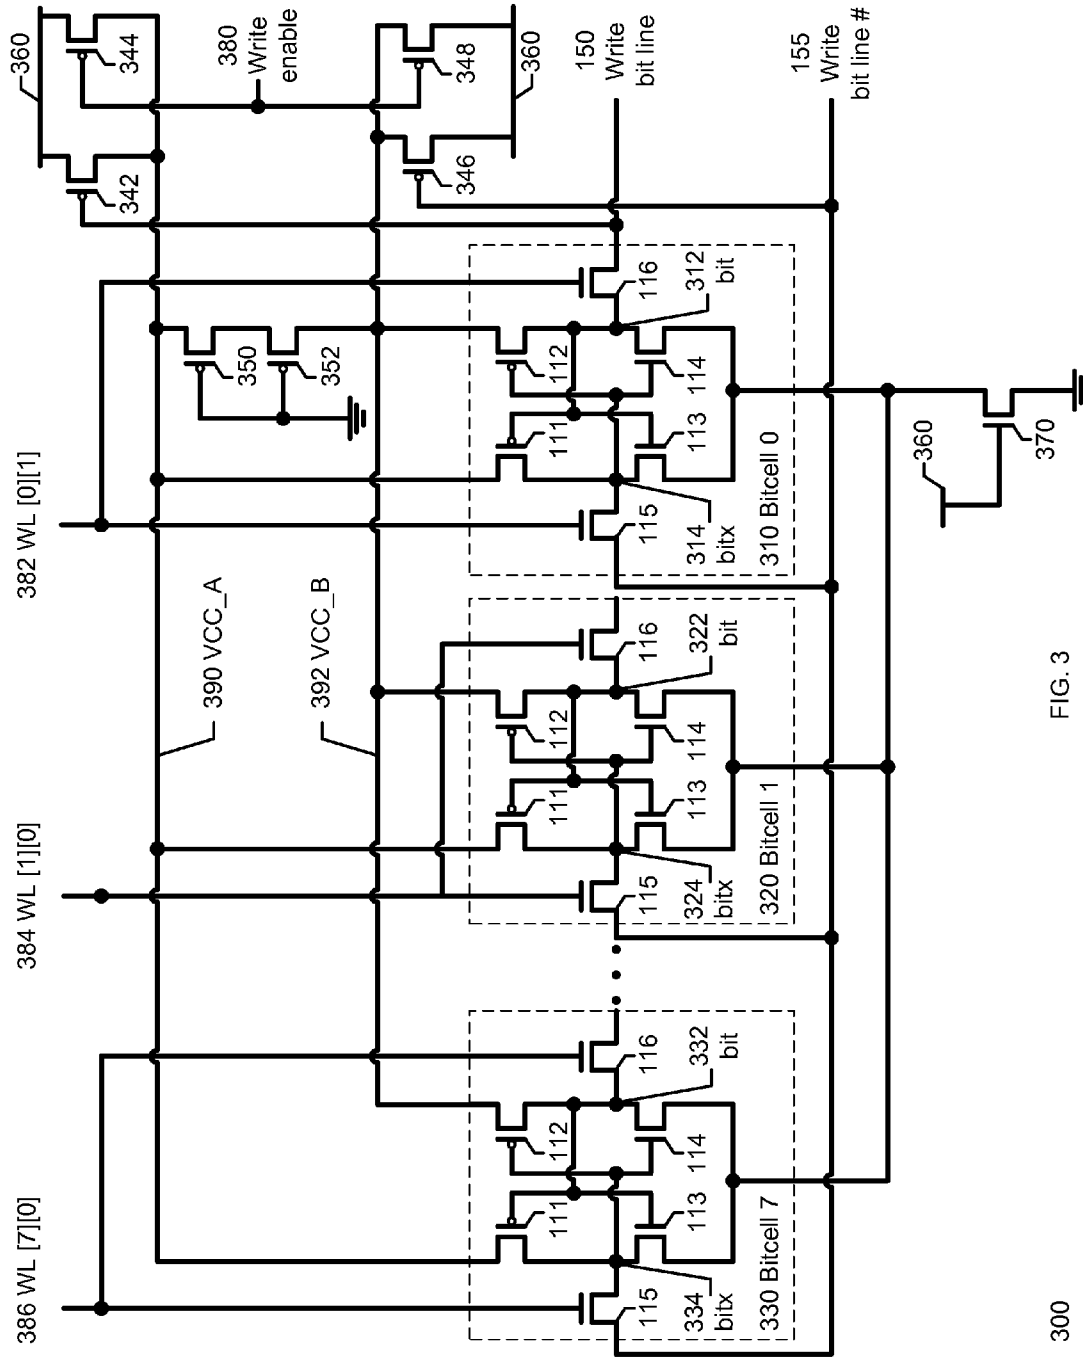 386 WL [7][0]
384 WL [1][0]
382 WL [0][1]
360
342
344
390 VCC_A
350
380
Write
enable
392 VCC_B
352
346
348
360
111
112
111
112
111
112
115
116
115
116
115
116
150
Write
bit line
334
bitx
113
114
332
bit
324
bitx
113
114
322
bit
314
bitx
113
114
312
bit
330 Bitcell 7
320 Bitcell 1
310 Bitcell 0
155
Write
bit line #
360
370
300
FIG. 3